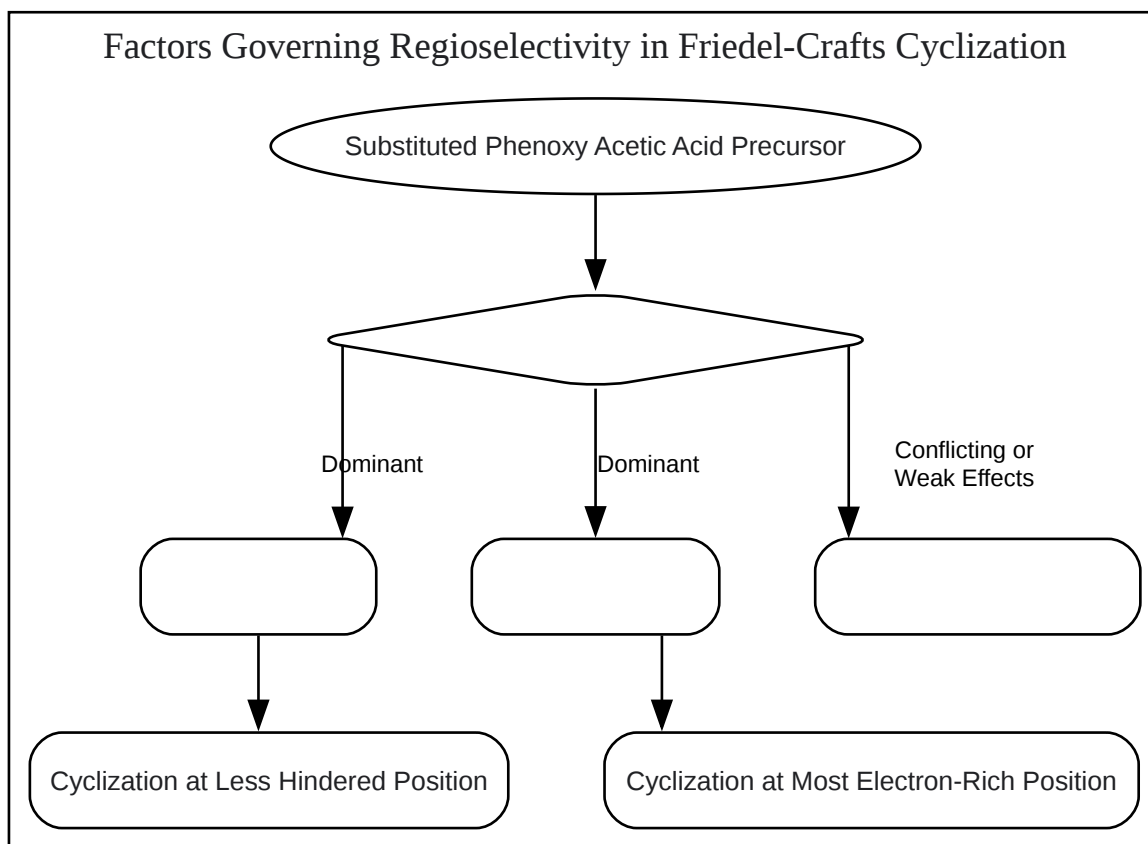 Factors Governing Regioselectivity in Friedel-Crafts Cyclization
Substituted Phenoxy Acetic Acid Precursor
Dominant
Dominant
Conflicting or
Weak Effects
Cyclization at Less Hindered Position
Cyclization at Most Electron-Rich Position